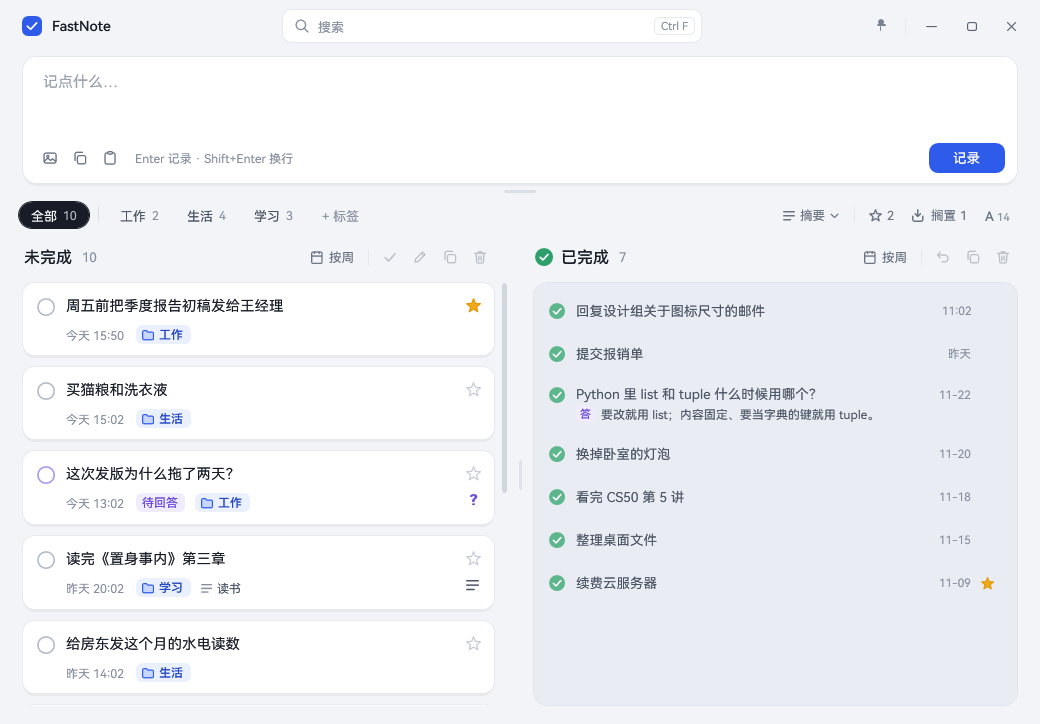 FastNote
搜索
Ctrl F
记点什么...
Enter 记录 · Shift+Enter 换行
记录
全部 10
工作 2
生活 4
学习 3
+ 标签
摘要
2
搁置 1
A 14
未完成 10
按周
周五前把季度报告初稿发给王经理
今天 15:50 工作
买猫粮和洗衣液
今天 15:02 生活
这次发版为什么拖了两天?
今天 13:02 待回答 工作
?
读完《置身事内》第三章
昨天 20:02 学习 读书
给房东发这个月的水电读数
昨天 14:02 生活
已完成 7
按周
回复设计组关于图标尺寸的邮件 11:02
提交报销单 昨天
Python 里 list 和 tuple 什么时候用哪个? 11-22
答 要改就用 list；内容固定、要当字典的键就用 tuple。
换掉卧室的灯泡 11-20
看完 CS50 第 5 讲 11-18
整理桌面文件 11-15
续费云服务器 11-09